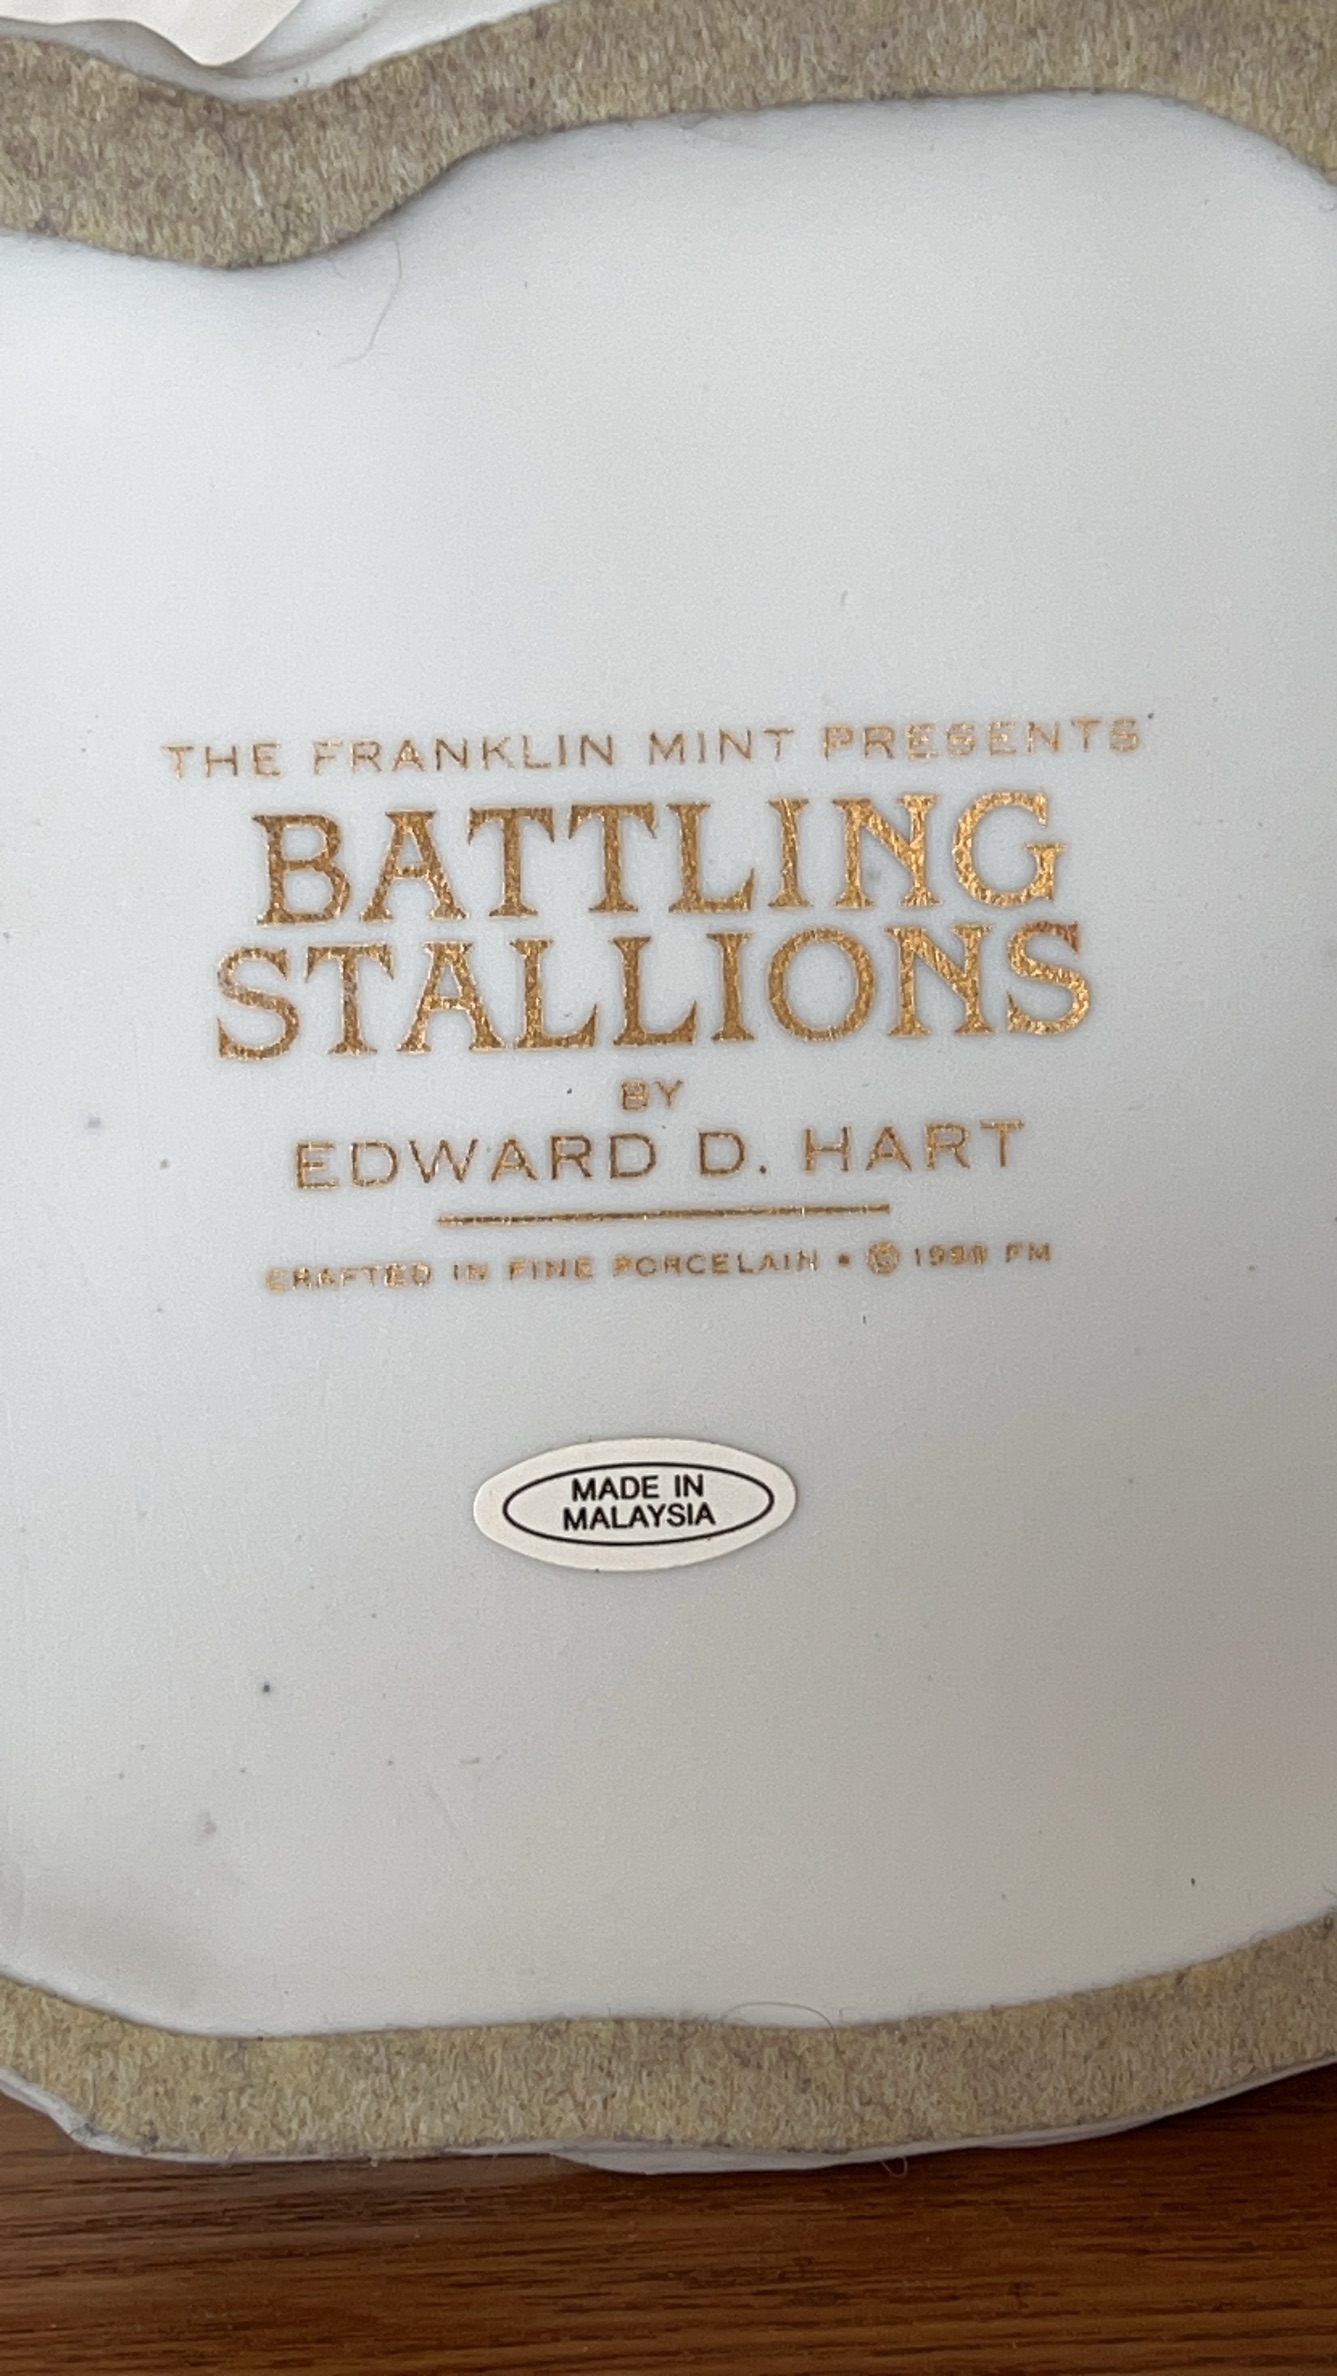 THE FRANKLIN MINT PRESENTS
BATTLING
STALLIONS
BY
EDWARD D. HART
CRAFTED IN FINE PORCELAIN • © FM
MADE IN
MALAYSIA